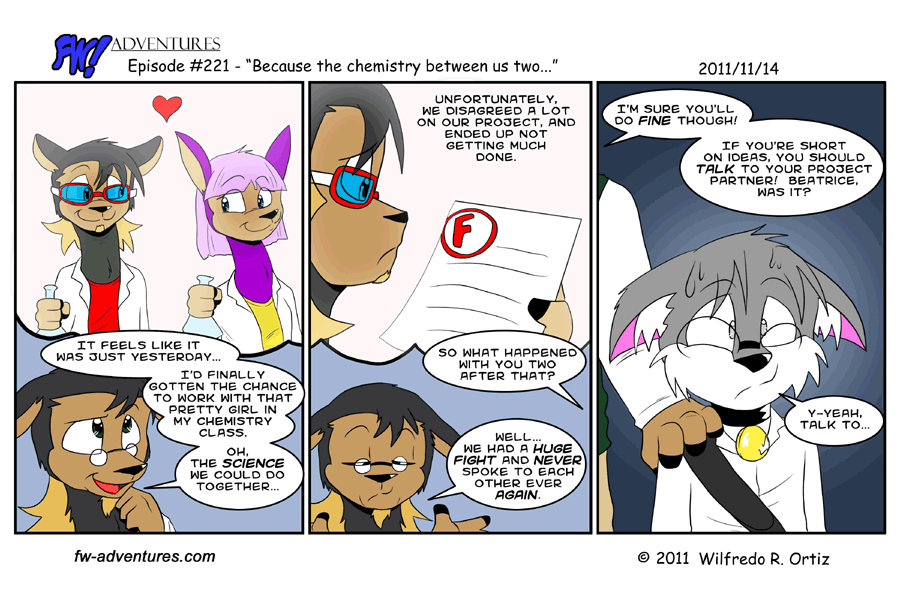 FW! ADVENTURES
Episode #221 - “Because the chemistry between us two...”
2011/11/14
IT FEELS LIKE IT
WAS JUST YESTERDAY...
I'D FINALLY
GOTTEN THE CHANCE
TO WORK WITH THAT
PRETTY GIRL IN
MY CHEMISTRY
CLASS.
OH,
THE SCIENCE
WE COULD DO
TOGETHER...
UNFORTUNATELY,
WE DISAGREED A LOT
ON OUR PROJECT, AND
ENDED UP NOT
GETTING MUCH
DONE.
F
SO WHAT HAPPENED
WITH YOU TWO
AFTER THAT?
WELL...
WE HAD A HUGE
FIGHT AND NEVER
SPOKE TO EACH
OTHER EVER
AGAIN.
I'M SURE YOU'LL
DO FINE THOUGH!
IF YOU'RE SHORT
ON IDEAS, YOU SHOULD
TALK TO YOUR PROJECT
PARTNER! BEATRICE,
WAS IT?
Y-YEAH,
TALK TO...
fw-adventures.com
© 2011 Wilfredo R. Ortiz